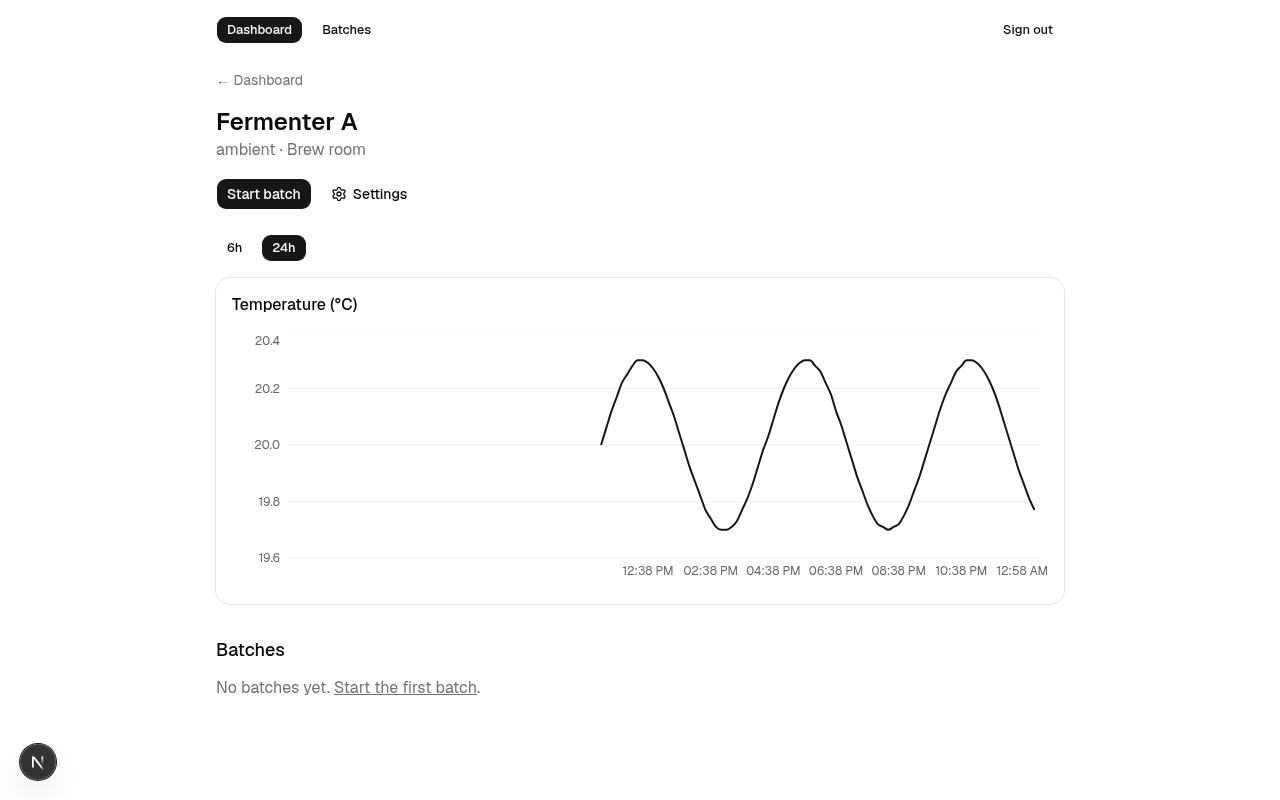 Dashboard Batches Sign out
← Dashboard
Fermenter A
ambient · Brew room
Start batch Settings
6h 24h
Temperature (°C)
20.4
20.2
20.0
19.8
19.6
12:38 PM 02:38 PM 04:38 PM 06:38 PM 08:38 PM 10:38 PM 12:58 AM
Batches
No batches yet. Start the first batch.
N